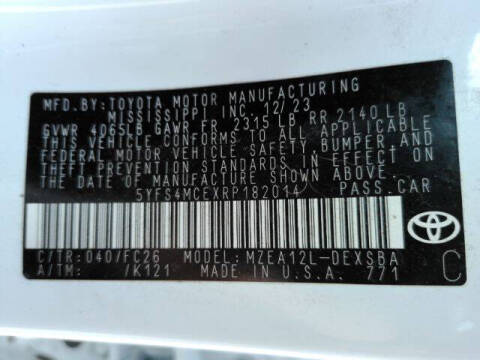 MFD.BY:TOYOTA MOTOR MANUFACTURING
MISSISSIPPI INC 12/23
GVWR 4065LB GAWR FR 2315 LB RR 2140 LB
THIS VEHICLE CONFORMS TO ALL APPLICABLE
FEDERAL MOTOR VEHICLE SAFETY BUMPER,AND
THEFT PREVENTION STANDARDS IN EFFECT ON
THE DATE OF MANUFACTURE SHOWN ABOVE.
5YFS4MCEXRP182014 PASS.CAR
C/TR: 040/FC26 MODEL: MZEA12L-DEXSBA
A/TM: /K121 MADE IN U.S.A. 771
TOYOTA
C